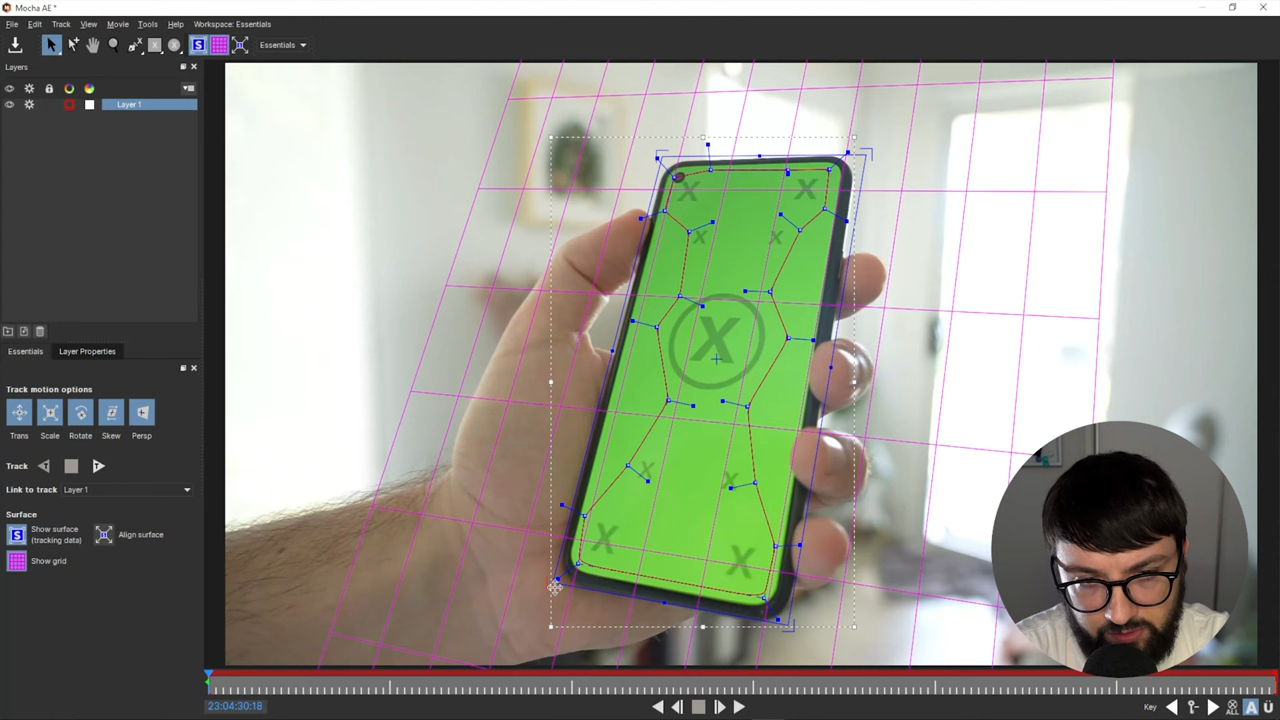 Mocha AE *
File Edit Track View Movie Tools Help Workspace: Essentials
Essentials
Layers
Layer 1
Essentials Layer Properties
Track motion options
Trans Scale Rotate Skew Persp
Track
Link to track Layer 1
Surface
Show surface (tracking data) Align surface
Show grid
X X
X X
X
X X
X X
23:04:30:18
Key ALL A Ü